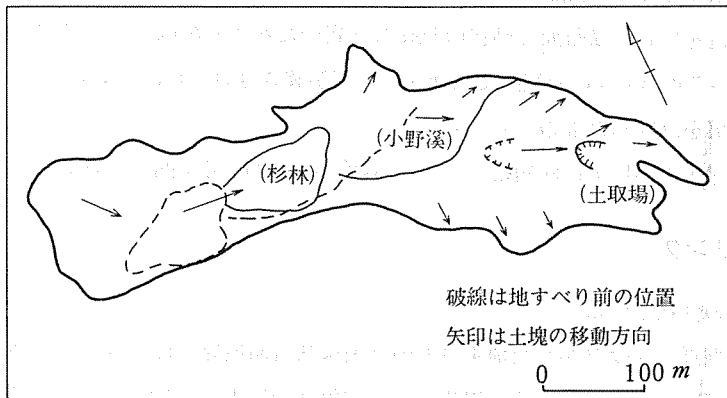 (杉林)
(小野溪)
(土取場)
破線は地すべり前の位置
矢印は土塊の移動方向
0 100 m